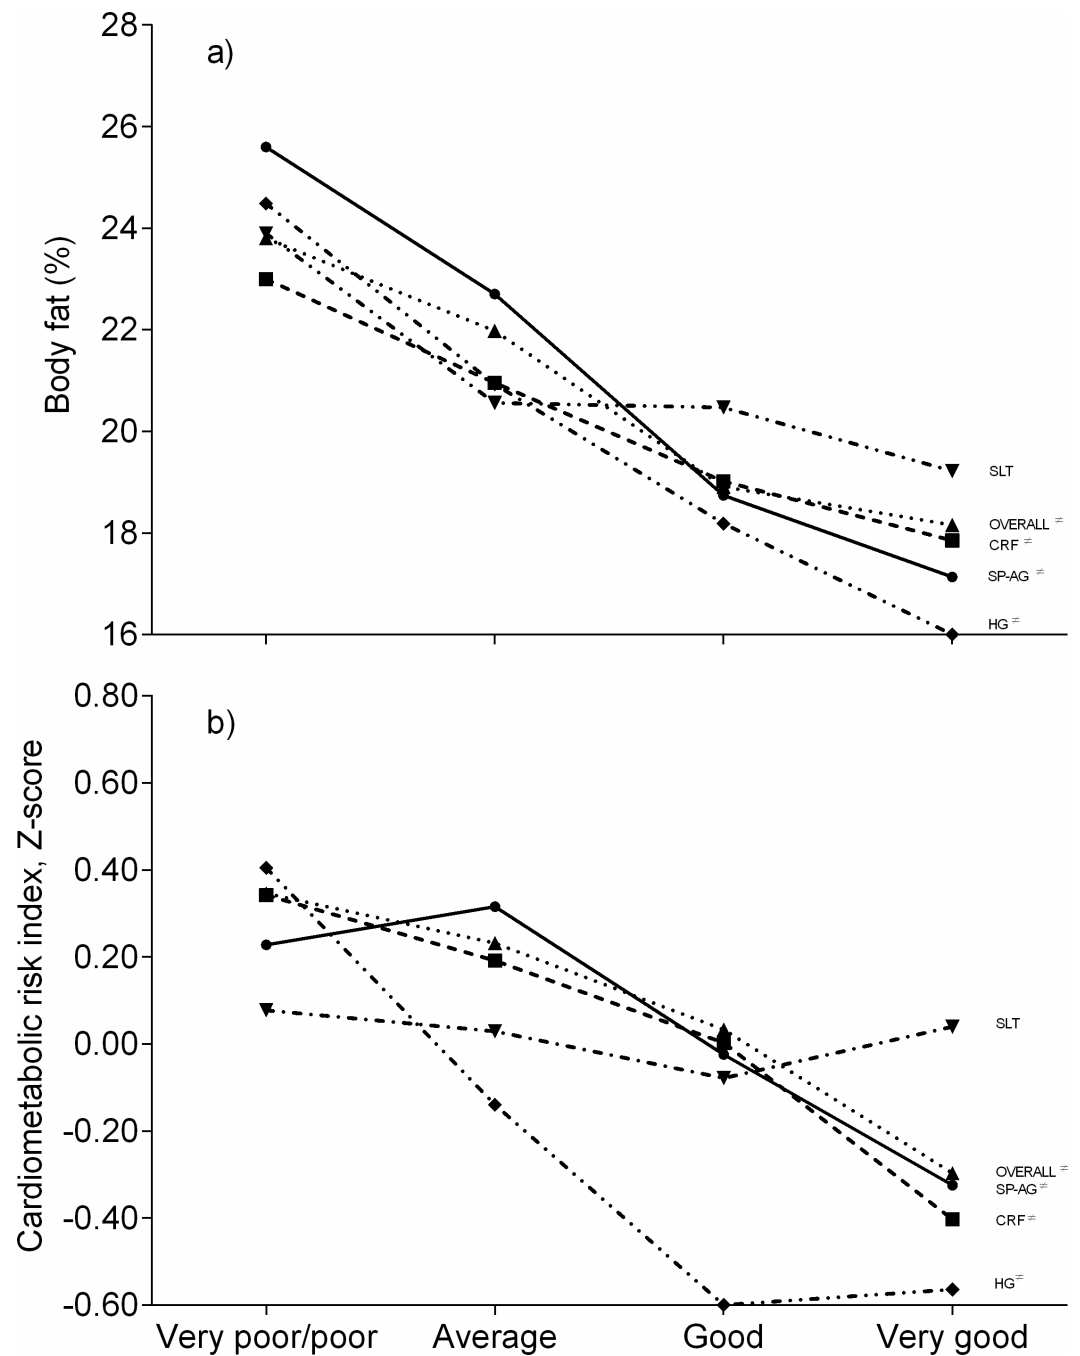 a)
Body fat (%)
28
26
24
22
20
18
16
SLT
OVERALL ≠
CRF ≠
SP-AG ≠
HG ≠
b)
Cardiometabolic risk index, Z-score
0.80
0.60
0.40
0.20
0.00
-0.20
-0.40
-0.60
SLT
OVERALL ≠
SP-AG ≠
CRF ≠
HG ≠
Very poor/poor Average Good Very good